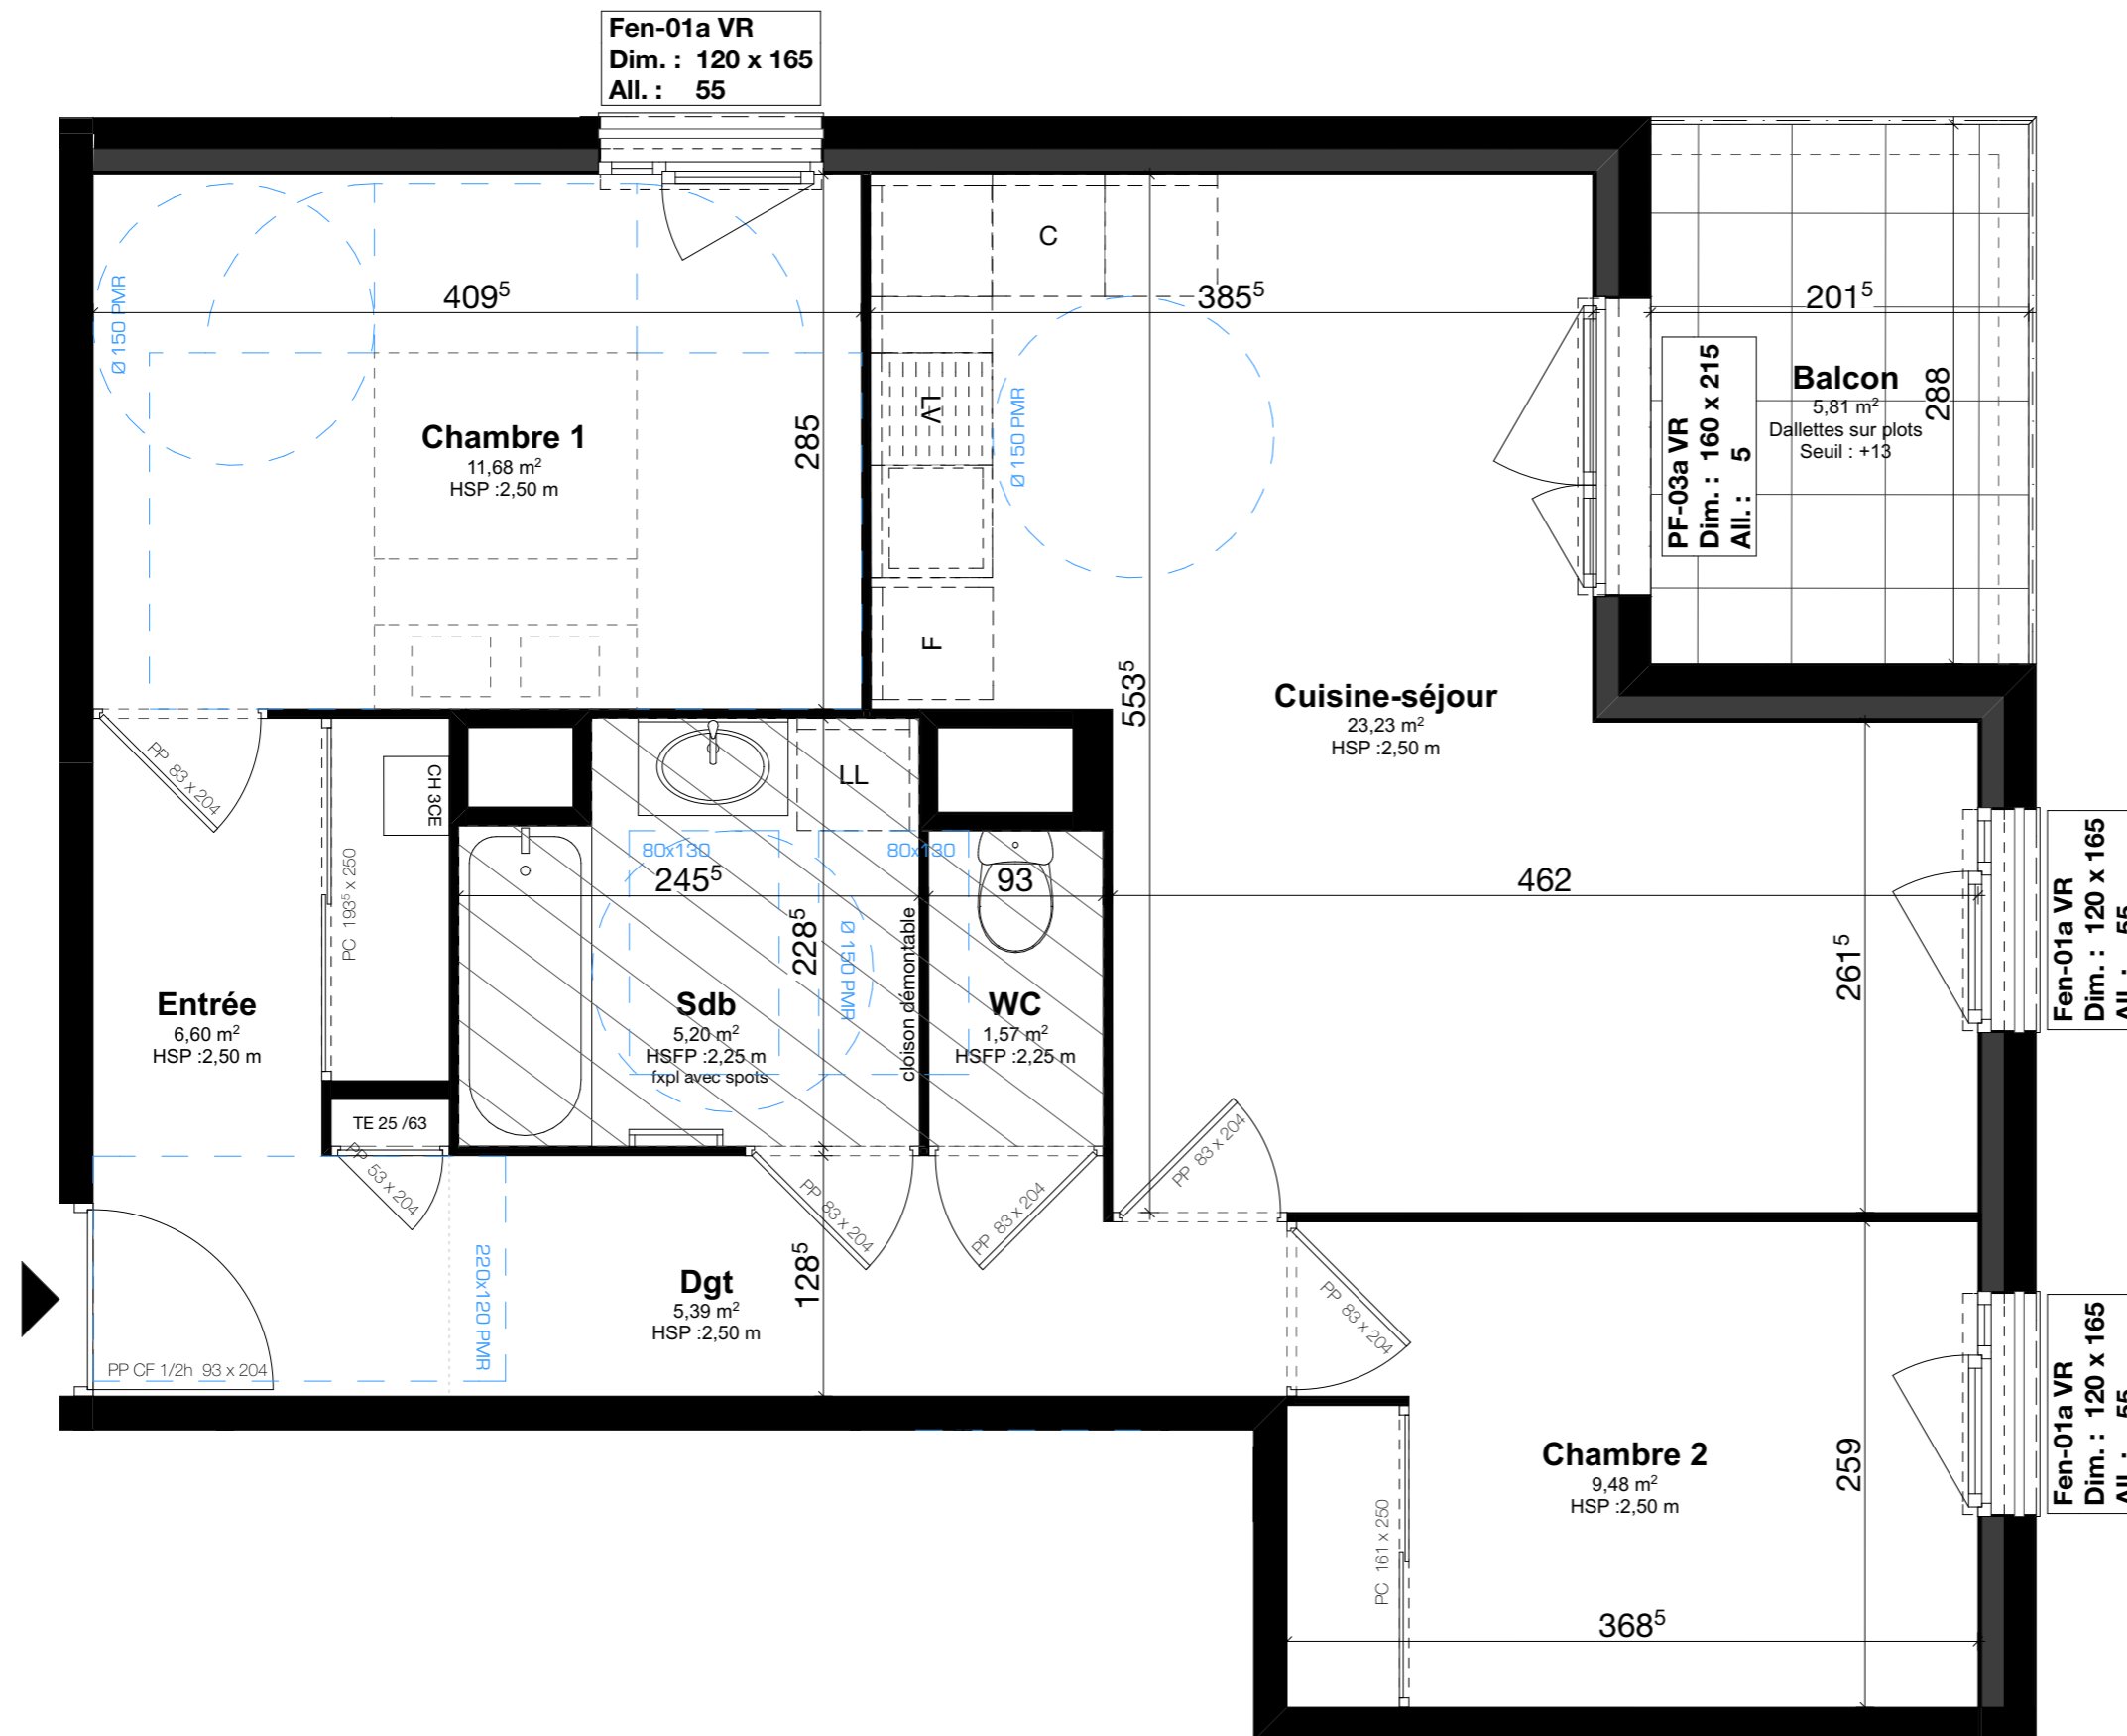 Fen-01a VR
Dim. : 120 x 165
All. : 55
409⁵
385⁵
201⁵
Ø 150 PMR
Chambre 1
11,68 m²
HSP :2,50 m
285
C
LV
F
Ø 150 PMR
553⁵
Cuisine-séjour
23,23 m²
HSP :2,50 m
PF-03a VR
Dim. : 160 x 215
All. : 5
Balcon
5,81 m²
Dallettes sur plots
Seuil : +13
288
PP 83 x 204
CH 3CE
PC 193⁵ x 250
Entrée
6,60 m²
HSP :2,50 m
TE 25 /63
PP 53 x 204
LL
80x130
80x130
245⁵
93
462
228⁵
Ø 150 PMR
cloison démontable
Sdb
5,20 m²
HSFP :2,25 m
fxpl avec spots
WC
1,57 m²
HSFP :2,25 m
261⁵
Fen-01a VR
Dim. : 120 x 165
PP 83 x 204
PP 83 x 204
PP 83 x 204
PP 83 x 204
220x120 PMR
PP CF 1/2h 93 x 204
Dgt
5,39 m²
HSP :2,50 m
128⁵
Chambre 2
9,48 m²
HSP :2,50 m
259
PC 161 x 250
368⁵
Fen-01a VR
Dim. : 120 x 165